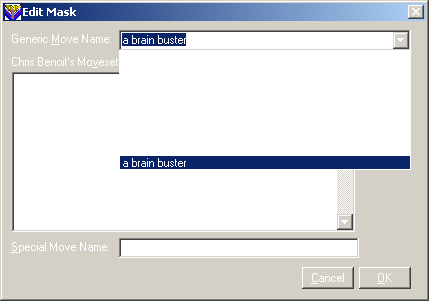 Edit Mask
Generic Move Name: a brain buster
Chris Benoit's Moveset
a brain buster
Special Move Name:
Cancel OK